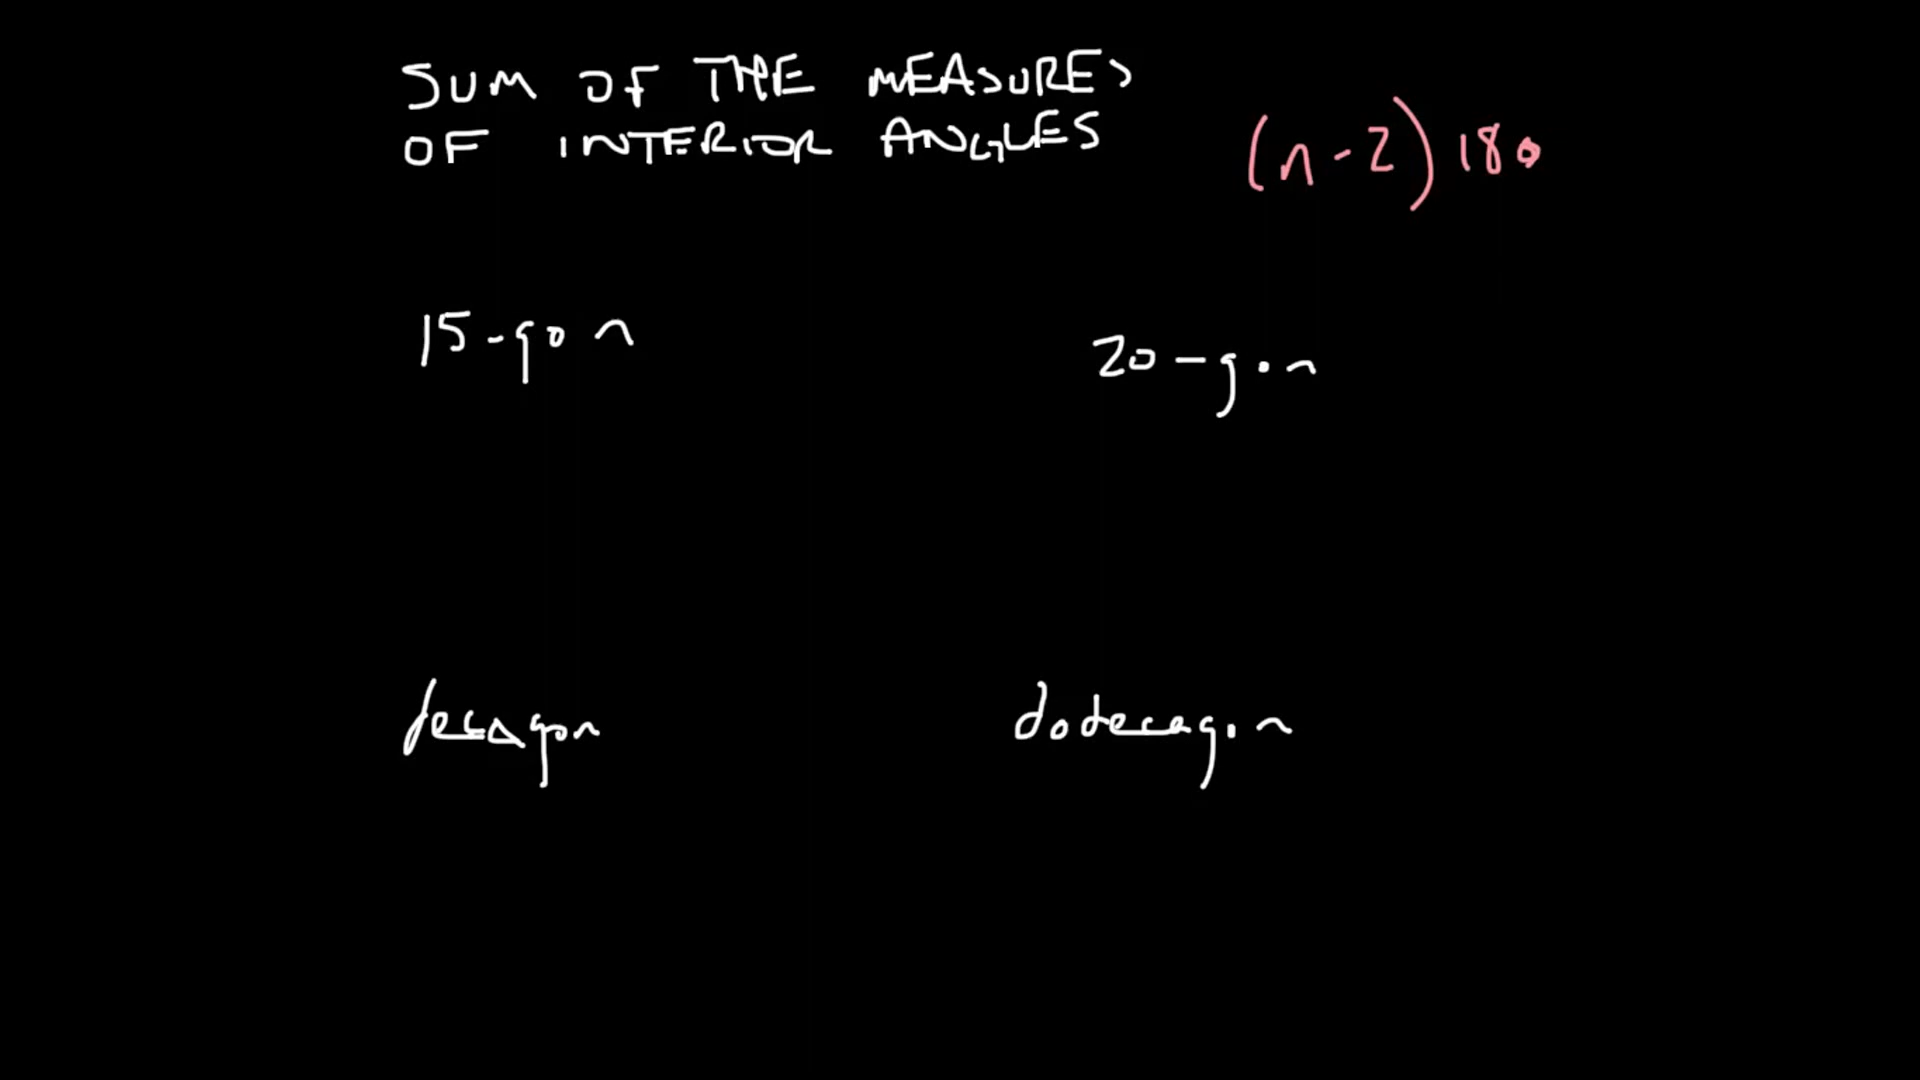 SUM OF THE MEASURES
OF INTERIOR ANGLES
(n-2)180
15-gon
20-gon
decagon
dodecagon